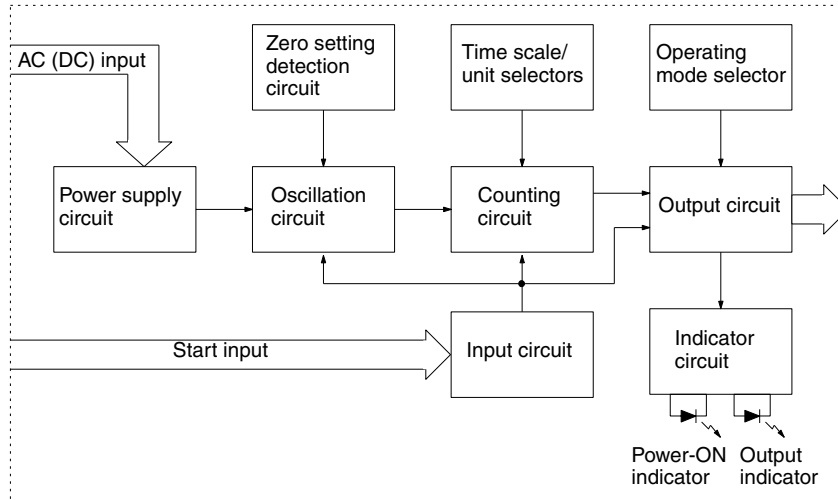 AC (DC) input
Zero setting
detection
circuit
Time scale/
unit selectors
Operating
mode selector
Power supply
circuit
Oscillation
circuit
Counting
circuit
Output circuit
Start input
Input circuit
Indicator
circuit
Power-ON
indicator
Output
indicator